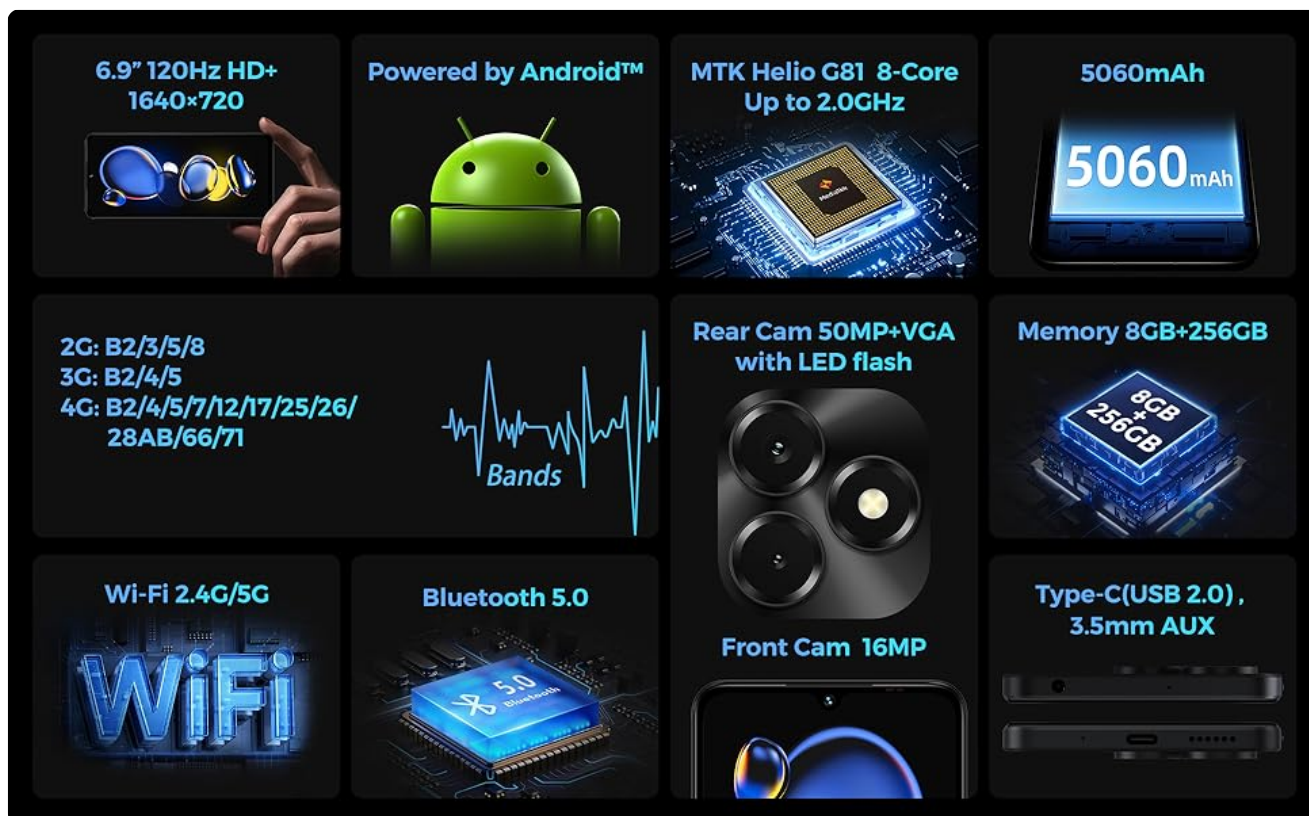 6.9” 120Hz HD+
1640×720
Powered by Android™
MTK Helio G81 8-Core
Up to 2.0GHz
MediaTek
5060mAh
5060mAh
2G: B2/3/5/8
3G: B2/4/5
4G: B2/4/5/7/12/17/25/26/
28AB/66/71
Bands
Rear Cam 50MP+VGA
with LED flash
Front Cam 16MP
Memory 8GB+256GB
8GB
+
256GB
Wi-Fi 2.4G/5G
WiFi
Bluetooth 5.0
5.0
Bluetooth
Type-C(USB 2.0) ,
3.5mm AUX